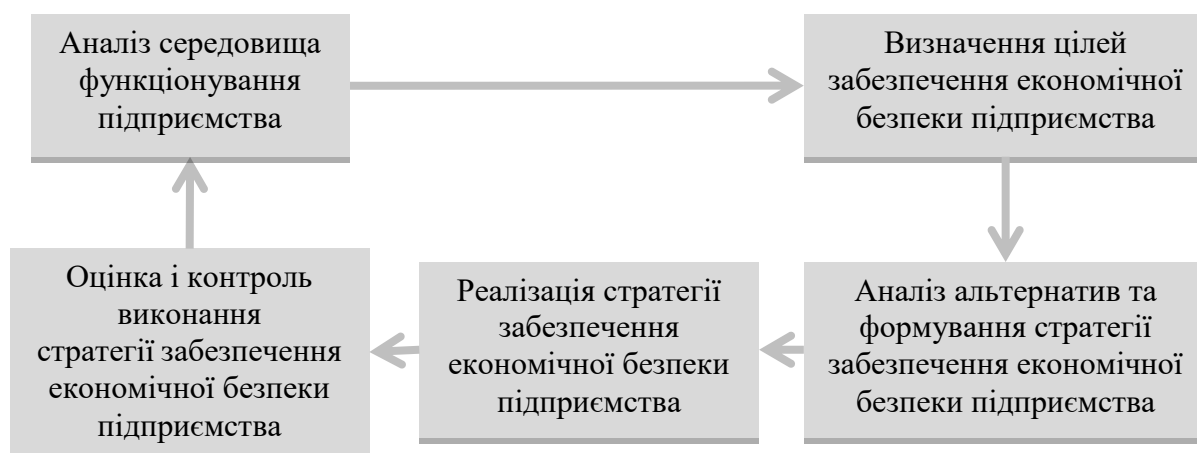 Аналіз середовища
функціонування
підприємства
Визначення цілей
забезпечення економічної
безпеки підприємства
Аналіз альтернатив та
формування стратегії
забезпечення економічної
безпеки підприємства
Реалізація стратегії
забезпечення
економічної безпеки
підприємства
Оцінка і контроль
виконання
стратегії забезпечення
економічної безпеки
підприємства